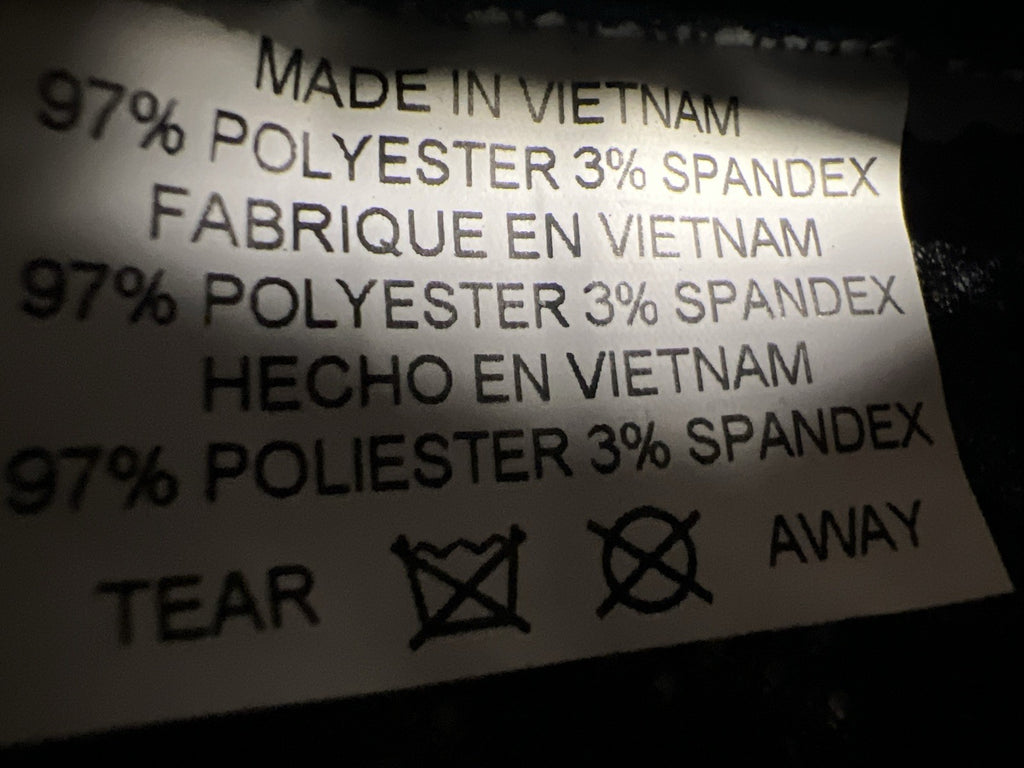 MADE IN VIETNAM
97% POLYESTER 3% SPANDEX
FABRIQUE EN VIETNAM
97% POLYESTER 3% SPANDEX
HECHO EN VIETNAM
97% POLIESTER 3% SPANDEX
TEAR AWAY